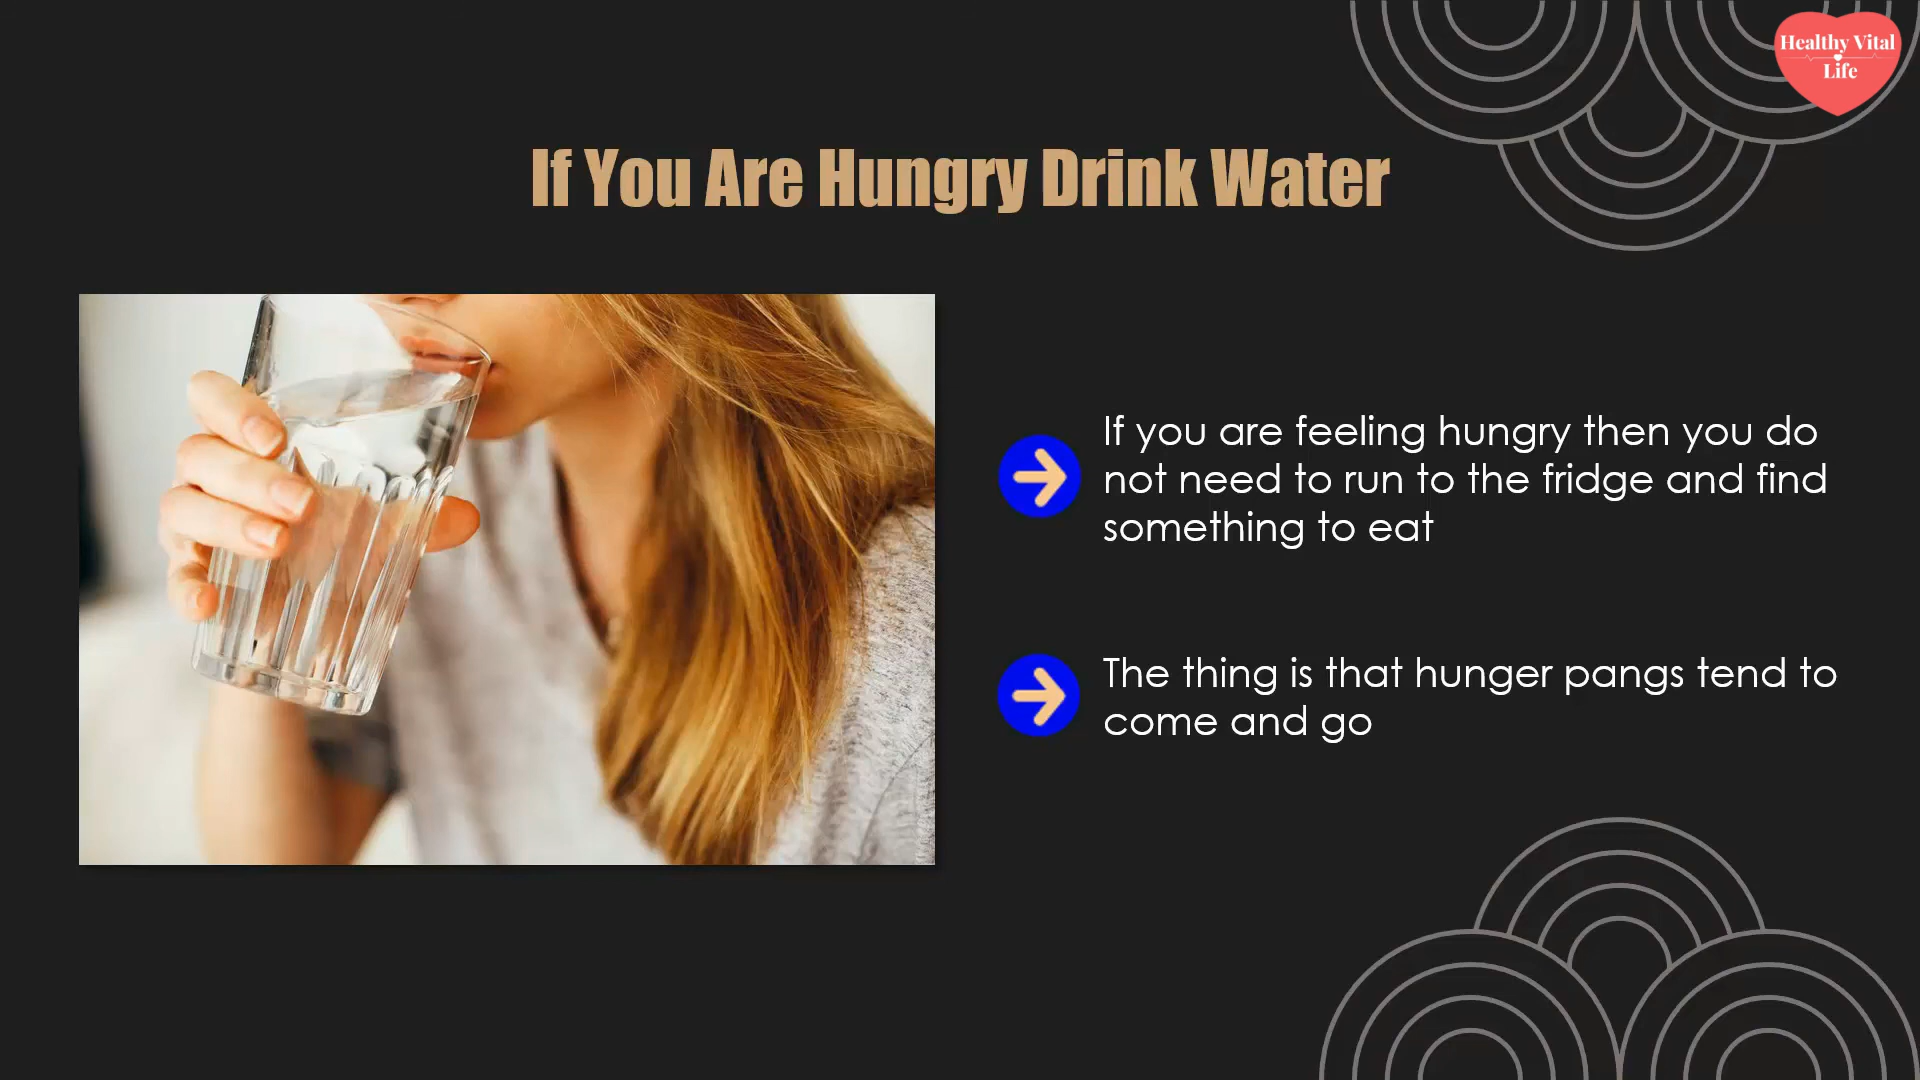 Healthy Vital
Life
If You Are Hungry Drink Water
If you are feeling hungry then you do
not need to run to the fridge and find
something to eat
The thing is that hunger pangs tend to
come and go